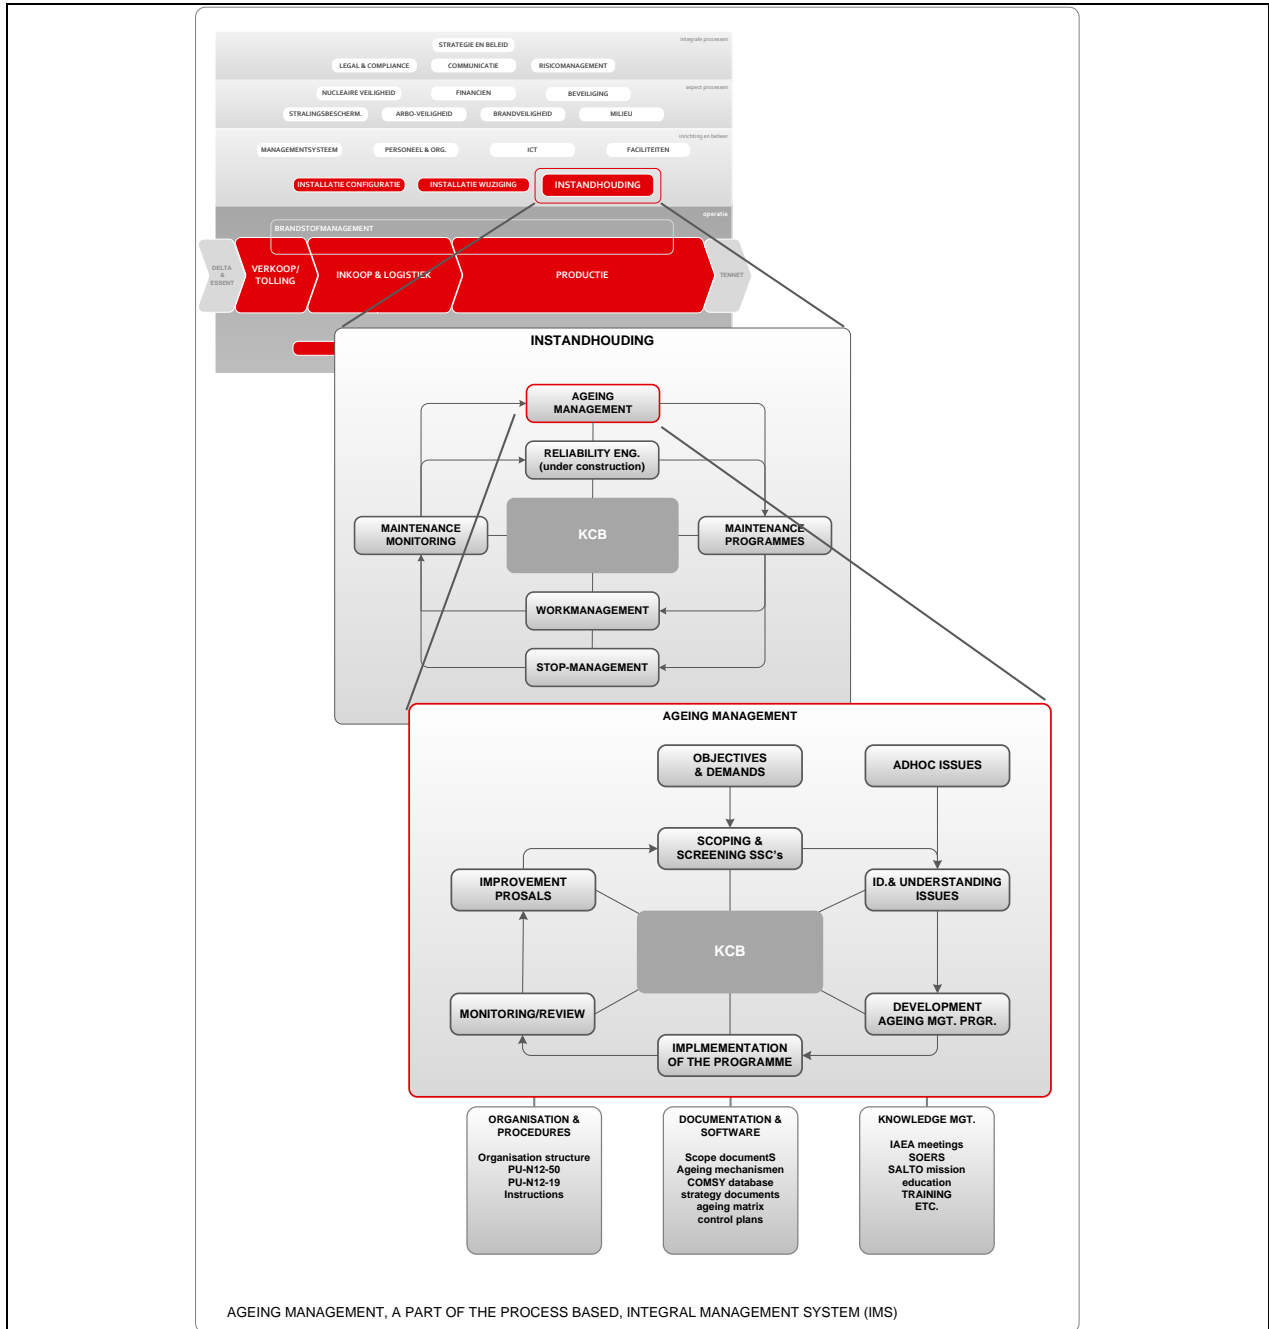 integrale processen
STRATEGIE EN BELEID
LEGAL & COMPLIANCE
COMMUNICATIE
RISICOMANAGEMENT
aspect processen
NUCLEAIRE VEILIGHEID
FINANCIEN
BEVEILIGING
STRALINGSBESCHERM.
ARBO-VEILIGHEID
BRANDVEILIGHEID
MILIEU
inrichting en beheer
MANAGEMENTSYSTEEM
PERSONEEL & ORG.
ICT
FACILITEITEN
INSTALLATIE CONFIGURATIE
INSTALLATIE WIJZIGING
INSTANDHOUDING
operatie
BRANDSTOFMANAGEMENT
DELTA
&
ESSENT
VERKOOP/
TOLLING
INKOOP & LOGISTIEK
PRODUCTIE
TENNET
INSTANDHOUDING
AGEING
MANAGEMENT
RELIABILITY ENG.
(under construction)
MAINTENANCE
MONITORING
KCB
MAINTENANCE
PROGRAMMES
WORKMANAGEMENT
STOP-MANAGEMENT
AGEING MANAGEMENT
OBJECTIVES
& DEMANDS
ADHOC ISSUES
SCOPING &
SCREENING SSC's
IMPROVEMENT
PROSALS
ID.& UNDERSTANDING
ISSUES
KCB
MONITORING/REVIEW
DEVELOPMENT
AGEING MGT. PRGR.
IMPLMEMENTATION
OF THE PROGRAMME
ORGANISATION &
PROCEDURES
Organisation structure
PU-N12-50
PU-N12-19
Instructions
DOCUMENTATION &
SOFTWARE
Scope documentS
Ageing mechanismen
COMSY database
strategy documents
ageing matrix
control plans
KNOWLEDGE MGT.
IAEA meetings
SOERS
SALTO mission
education
TRAINING
ETC.
AGEING MANAGEMENT, A PART OF THE PROCESS BASED, INTEGRAL MANAGEMENT SYSTEM (IMS)